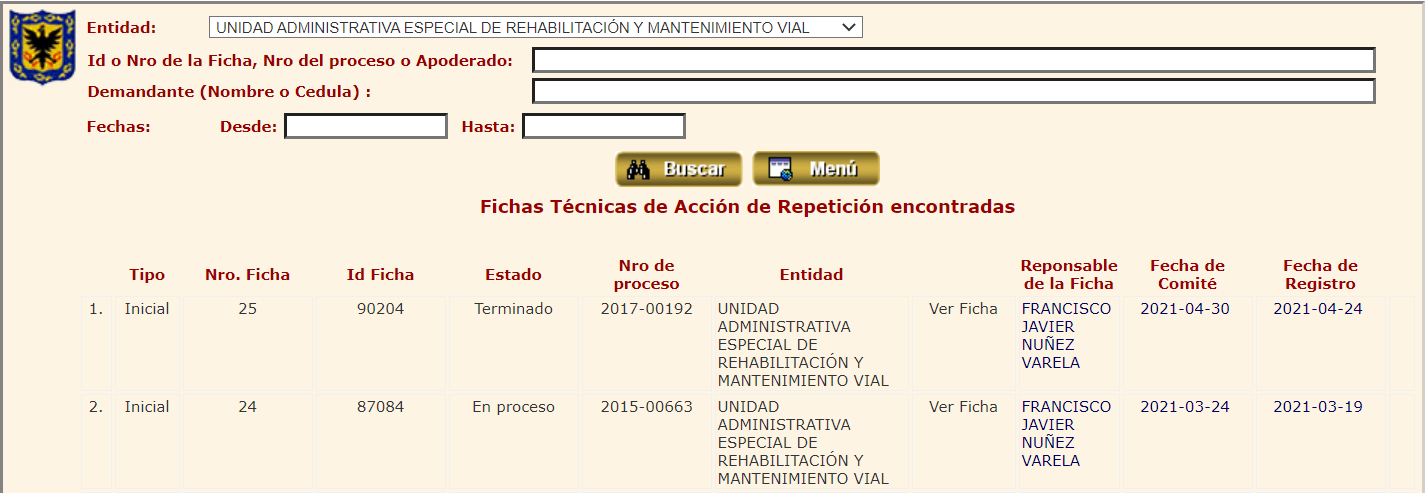 Entidad: UNIDAD ADMINISTRATIVA ESPECIAL DE REHABILITACIÓN Y MANTENIMIENTO VIAL
Id o Nro de la Ficha, Nro del proceso o Apoderado:
Demandante (Nombre o Cedula) :
Fechas: Desde: Hasta:
Buscar Menú
Fichas Técnicas de Acción de Repetición encontradas
Tipo Nro. Ficha Id Ficha Estado Nro de proceso Entidad Reponsable de la Ficha Fecha de Comité Fecha de Registro
1. Inicial 25 90204 Terminado 2017-00192 UNIDAD Ver Ficha FRANCISCO 2021-04-30 2021-04-24
ADMINISTRATIVA JAVIER
ESPECIAL DE NUÑEZ
REHABILITACIÓN Y VARELA
MANTENIMIENTO VIAL
2. Inicial 24 87084 En proceso 2015-00663 UNIDAD Ver Ficha FRANCISCO 2021-03-24 2021-03-19
ADMINISTRATIVA JAVIER
ESPECIAL DE NUÑEZ
REHABILITACIÓN Y VARELA
MANTENIMIENTO VIAL